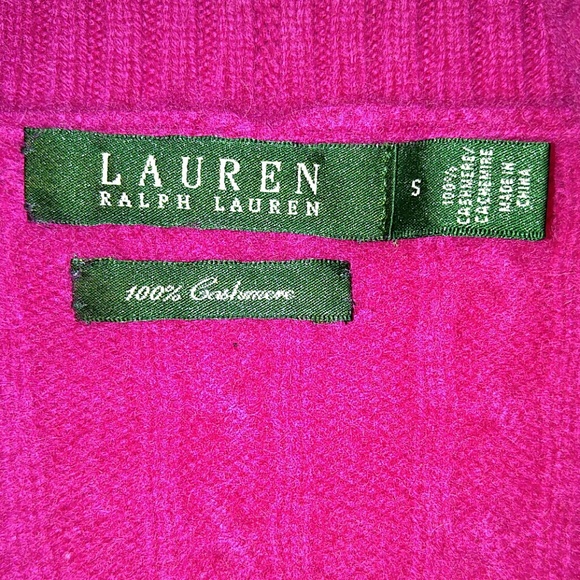 LAUREN
RALPH LAUREN
S
100%
CASHMERE/
CACHEMIRE
MADE IN
CHINA
100% Cashmere